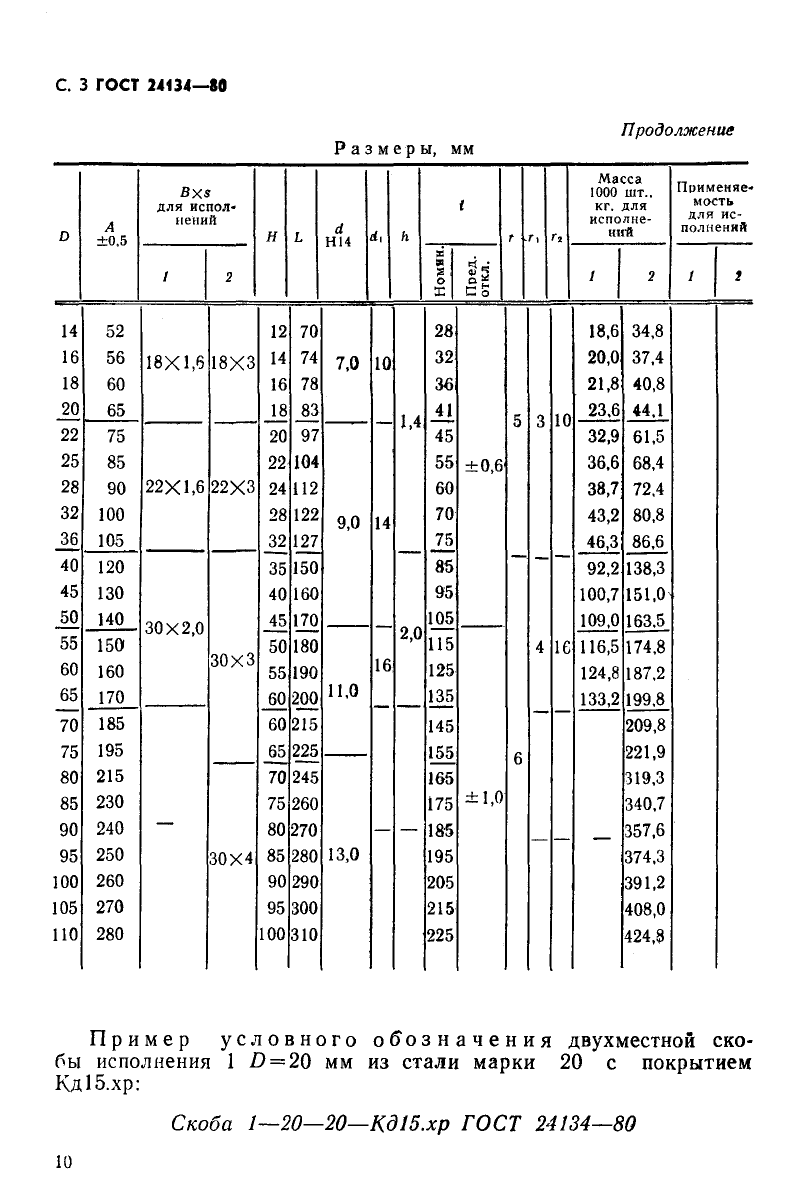 С. 3 ГОСТ 24134—80
Продолжение
Размеры, мм
D | А ±0,5 | В×s для исполнений 1 | В×s для исполнений 2 | H | L | d H14 | d₁ | h | l Номин. | l Пред. откл. | r | r₁ | r₂ | Масса 1000 шт., кг, для исполнений 1 | Масса 1000 шт., кг, для исполнений 2 | Применяемость для исполнений 1 | Применяемость для исполнений 2
14 | 52 | 18×1,6 | 18×3 | 12 | 70 | 7,0 | 10 | 1,4 | 28 | ±0,6 | 5 | 3 | 10 | 18,6 | 34,8
16 | 56 | 14 | 74 | 32 | 20,0 | 37,4
18 | 60 | 16 | 78 | 36 | 21,8 | 40,8
20 | 65 | 18 | 83 | — | — | 41 | 23,6 | 44,1
22 | 75 | 22×1,6 | 22×3 | 20 | 97 | 9,0 | 14 | 45 | 32,9 | 61,5
25 | 85 | 22 | 104 | 55 | 36,6 | 68,4
28 | 90 | 24 | 112 | 60 | 38,7 | 72,4
32 | 100 | 28 | 122 | 70 | 43,2 | 80,8
36 | 105 | 32 | 127 | 75 | 46,3 | 86,6
40 | 120 | 30×2,0 | 30×3 | 35 | 150 | 16 | 2,0 | 85 | 6 | 4 | 16 | 92,2 | 138,3
45 | 130 | 40 | 160 | 95 | 100,7 | 151,0
50 | 140 | 45 | 170 | 105 | 109,0 | 163,5
55 | 150 | 50 | 180 | 11,0 | 115 | ±1,0 | 116,5 | 174,8
60 | 160 | 55 | 190 | 125 | 124,8 | 187,2
65 | 170 | 60 | 200 | 135 | 133,2 | 199,8
70 | 185 | — | 60 | 215 | 145 | — | 209,8
75 | 195 | 65 | 225 | 155 | 221,9
80 | 215 | 30×4 | 70 | 245 | 13,0 | 165 | 319,3
85 | 230 | 75 | 260 | 175 | 340,7
90 | 240 | 80 | 270 | — | — | 185 | 357,6
95 | 250 | 85 | 280 | 195 | 374,3
100 | 260 | 90 | 290 | 205 | 391,2
105 | 270 | 95 | 300 | 215 | 408,0
110 | 280 | 100 | 310 | 225 | 424,8
Пример условного обозначения двухместной ско-
бы исполнения 1 D=20 мм из стали марки 20 с покрытием
Кд15.хр:
Скоба 1—20—20—Кд15.хр ГОСТ 24134—80
10